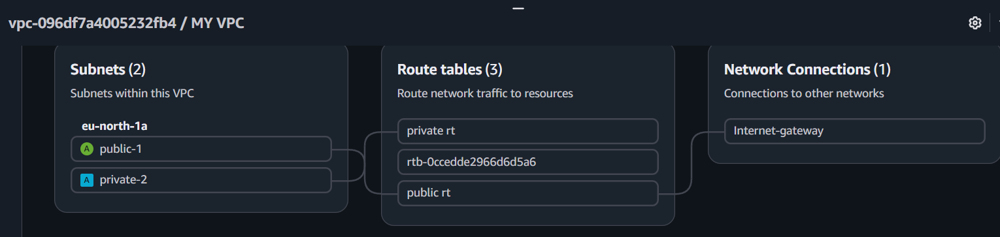 vpc-096df7a4005232fb4 / MY VPC
Subnets (2)
Subnets within this VPC
eu-north-1a
A public-1
A private-2
Route tables (3)
Route network traffic to resources
private rt
rtb-0ccedde2966d6d5a6
public rt
Network Connections (1)
Connections to other networks
Internet-gateway